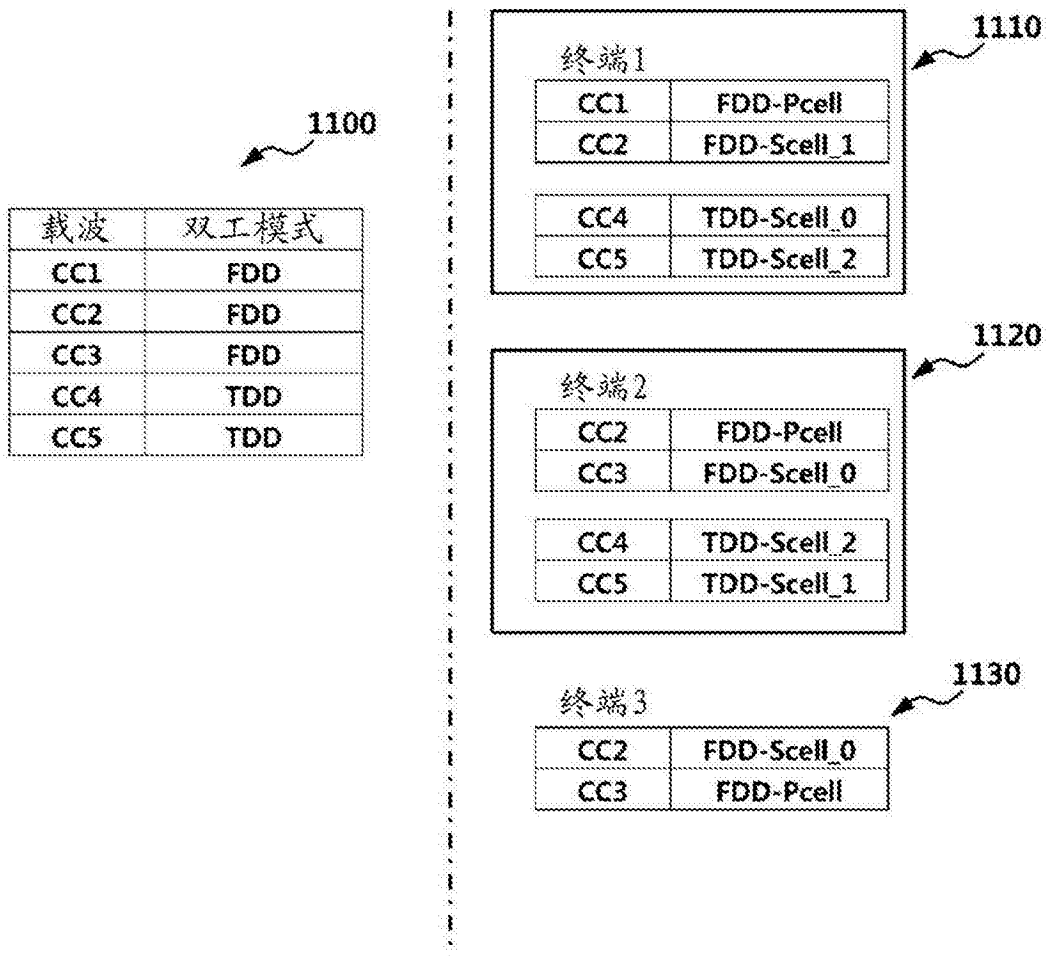 1100
载波 双工模式
CC1 FDD
CC2 FDD
CC3 FDD
CC4 TDD
CC5 TDD
1110
终端1
CC1 FDD-Pcell
CC2 FDD-Scell_1
CC4 TDD-Scell_0
CC5 TDD-Scell_2
1120
终端2
CC2 FDD-Pcell
CC3 FDD-Scell_0
CC4 TDD-Scell_2
CC5 TDD-Scell_1
1130
终端3
CC2 FDD-Scell_0
CC3 FDD-Pcell